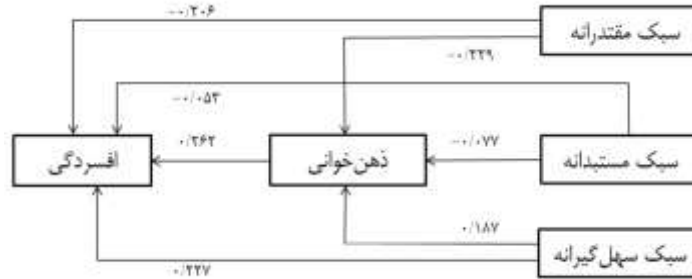 سبک مقتدرانه
-۰/۲۰۶
-۰/۲۲۹
-۰/۰۵۳
سبک مستبدانه
-۰/۰۷۷
ذهن‌خوانی
۰/۲۶۲
افسردگی
۰/۱۸۷
سبک سهل‌گیرانه
۰/۲۲۷